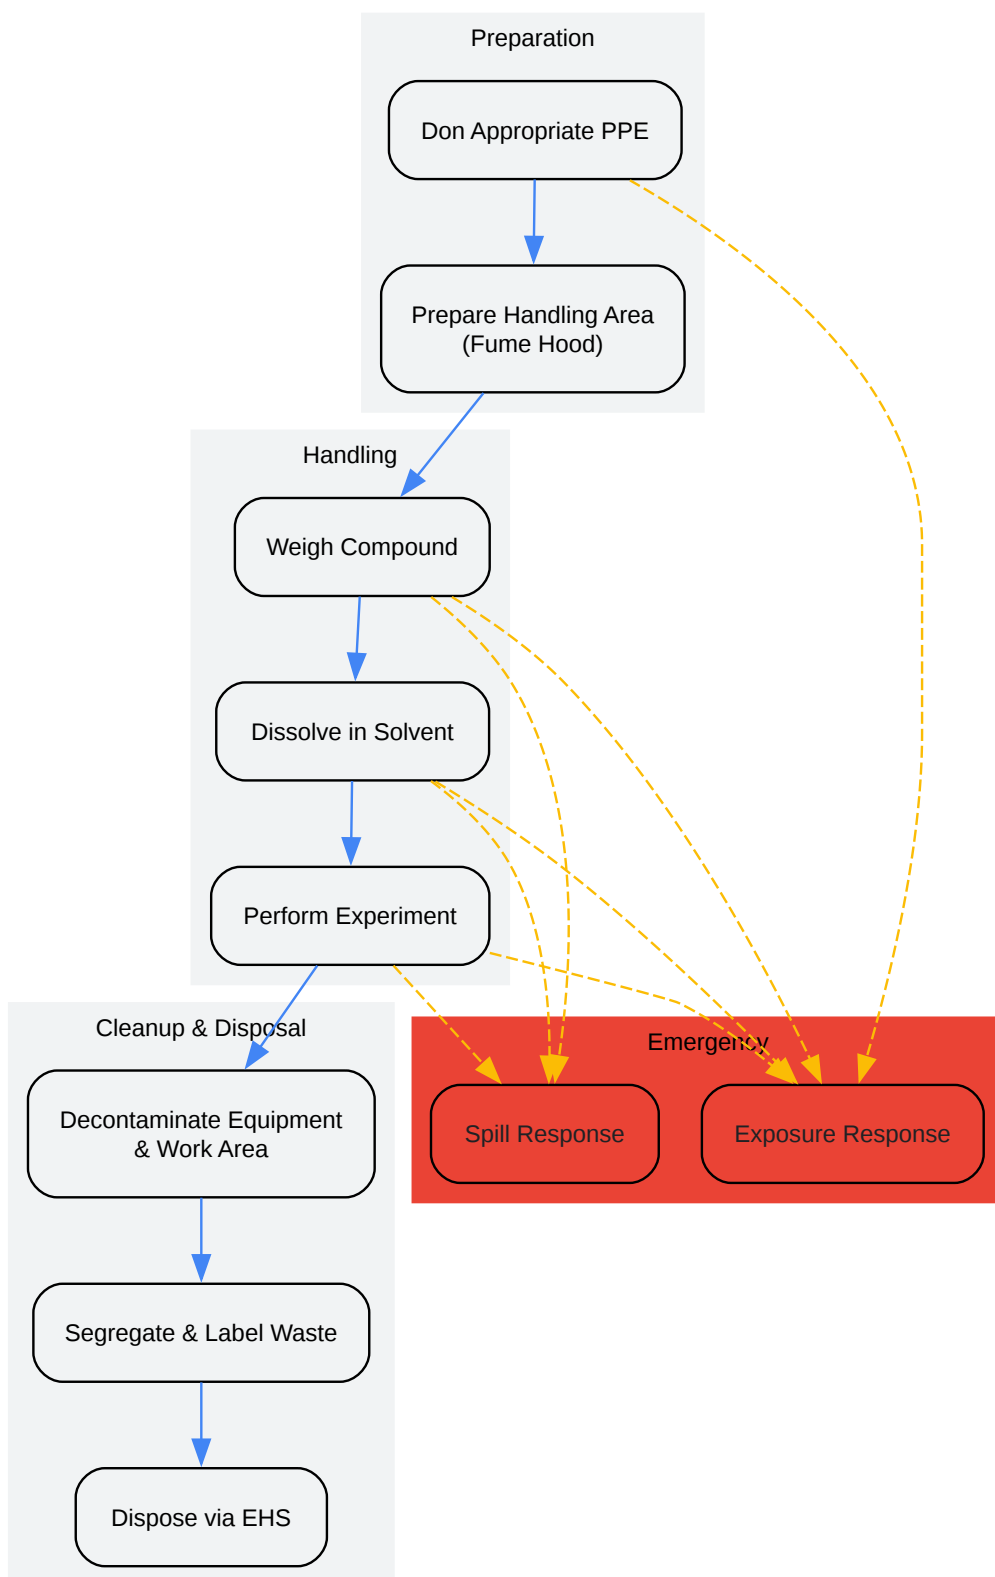 Preparation
Don Appropriate PPE
Prepare Handling Area
(Fume Hood)
Handling
Weigh Compound
Dissolve in Solvent
Perform Experiment
Cleanup & Disposal
Decontaminate Equipment
& Work Area
Segregate & Label Waste
Dispose via EHS
Emergency
Spill Response
Exposure Response